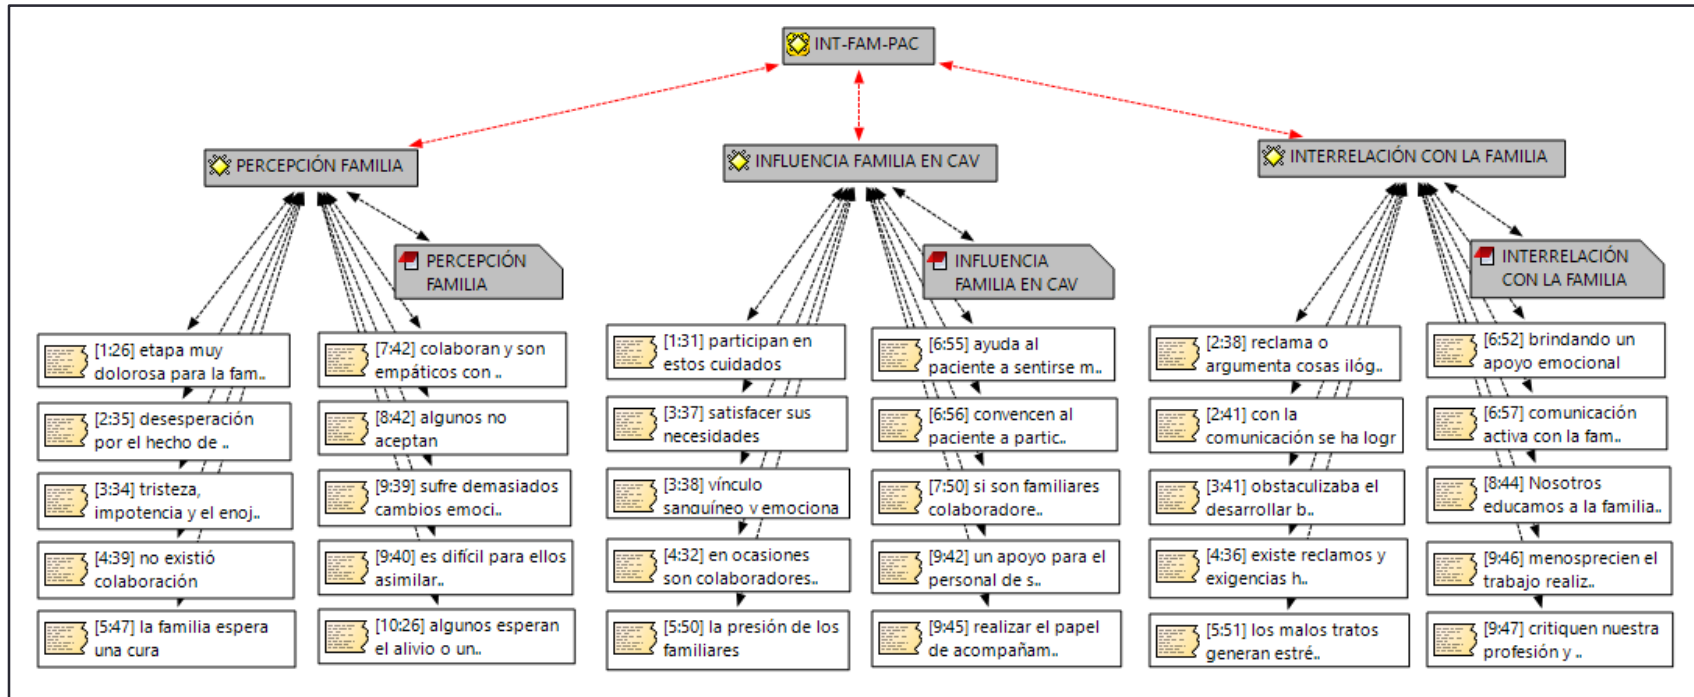 INT-FAM-PAC
PERCEPCIÓN FAMILIA
INFLUENCIA FAMILIA EN CAV
INTERRELACIÓN CON LA FAMILIA
PERCEPCIÓN
FAMILIA
INFLUENCIA
FAMILIA EN CAV
INTERRELACIÓN
CON LA FAMILIA
[1:26] etapa muy
dolorosa para la fam..
[2:35] desesperación
por el hecho de ..
[3:34] tristeza,
impotencia y el enoj..
[4:39] no existió
colaboración
[5:47] la familia espera
una cura
[7:42] colaboran y son
empáticos con ..
[8:42] algunos no
aceptan
[9:39] sufre demasiados
cambios emoci..
[9:40] es difícil para ellos
asimilar..
[10:26] algunos esperan
el alivio o un..
[1:31] participan en
estos cuidados
[3:37] satisfacer sus
necesidades
[3:38] vínculo
sanguíneo y emociona
[4:32] en ocasiones
son colaboradores..
[5:50] la presión de los
familiares
[6:55] ayuda al
paciente a sentirse m..
[6:56] convencen al
paciente a partic..
[7:50] si son familiares
colaboradore..
[9:42] un apoyo para el
personal de s..
[9:45] realizar el papel
de acompañam..
[2:38] reclama o
argumenta cosas ilóg..
[2:41] con la
comunicación se ha logr
[3:41] obstaculizaba el
desarrollar b..
[4:36] existe reclamos y
exigencias h..
[5:51] los malos tratos
generan estré..
[6:52] brindando un
apoyo emocional
[6:57] comunicación
activa con la fam..
[8:44] Nosotros
educamos a la familia..
[9:46] menosprecien el
trabajo realiz..
[9:47] critiquen nuestra
profesión y ..